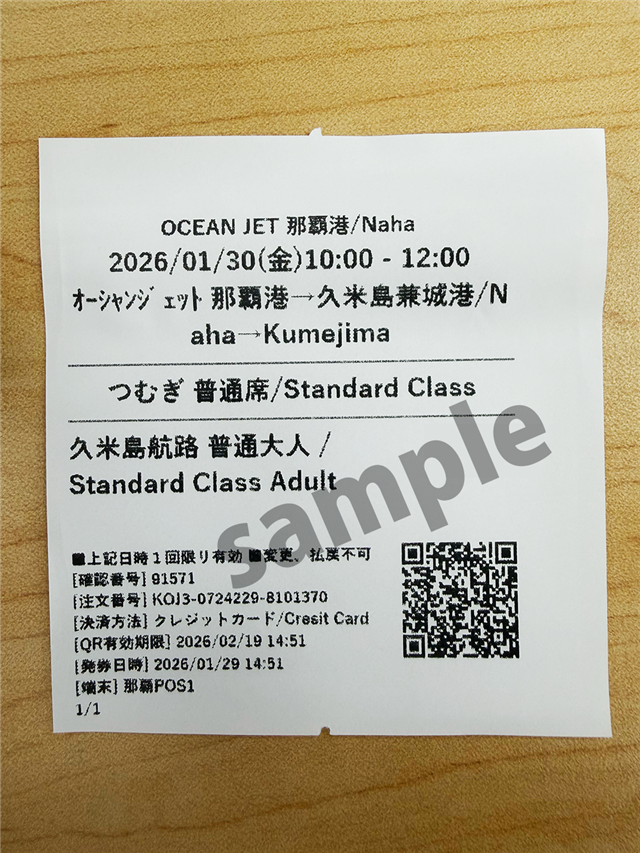 OCEAN JET 那覇港/Naha
2026/01/30(金)10:00 - 12:00
ｵｰｼｬﾝｼﾞｪｯﾄ 那覇港→久米島兼城港/N
aha→Kumejima
つむぎ 普通席/Standard Class
久米島航路 普通大人 /
Standard Class Adult
sample
■上記日時１回限り有効 ■変更、払戻不可
[確認番号] 91571
[注文番号] KOJ3-0724229-8101370
[決済方法] クレジットカード/Cresit Card
[QR有効期限] 2026/02/19 14:51
[発券日時] 2026/01/29 14:51
[端末] 那覇POS1
1/1